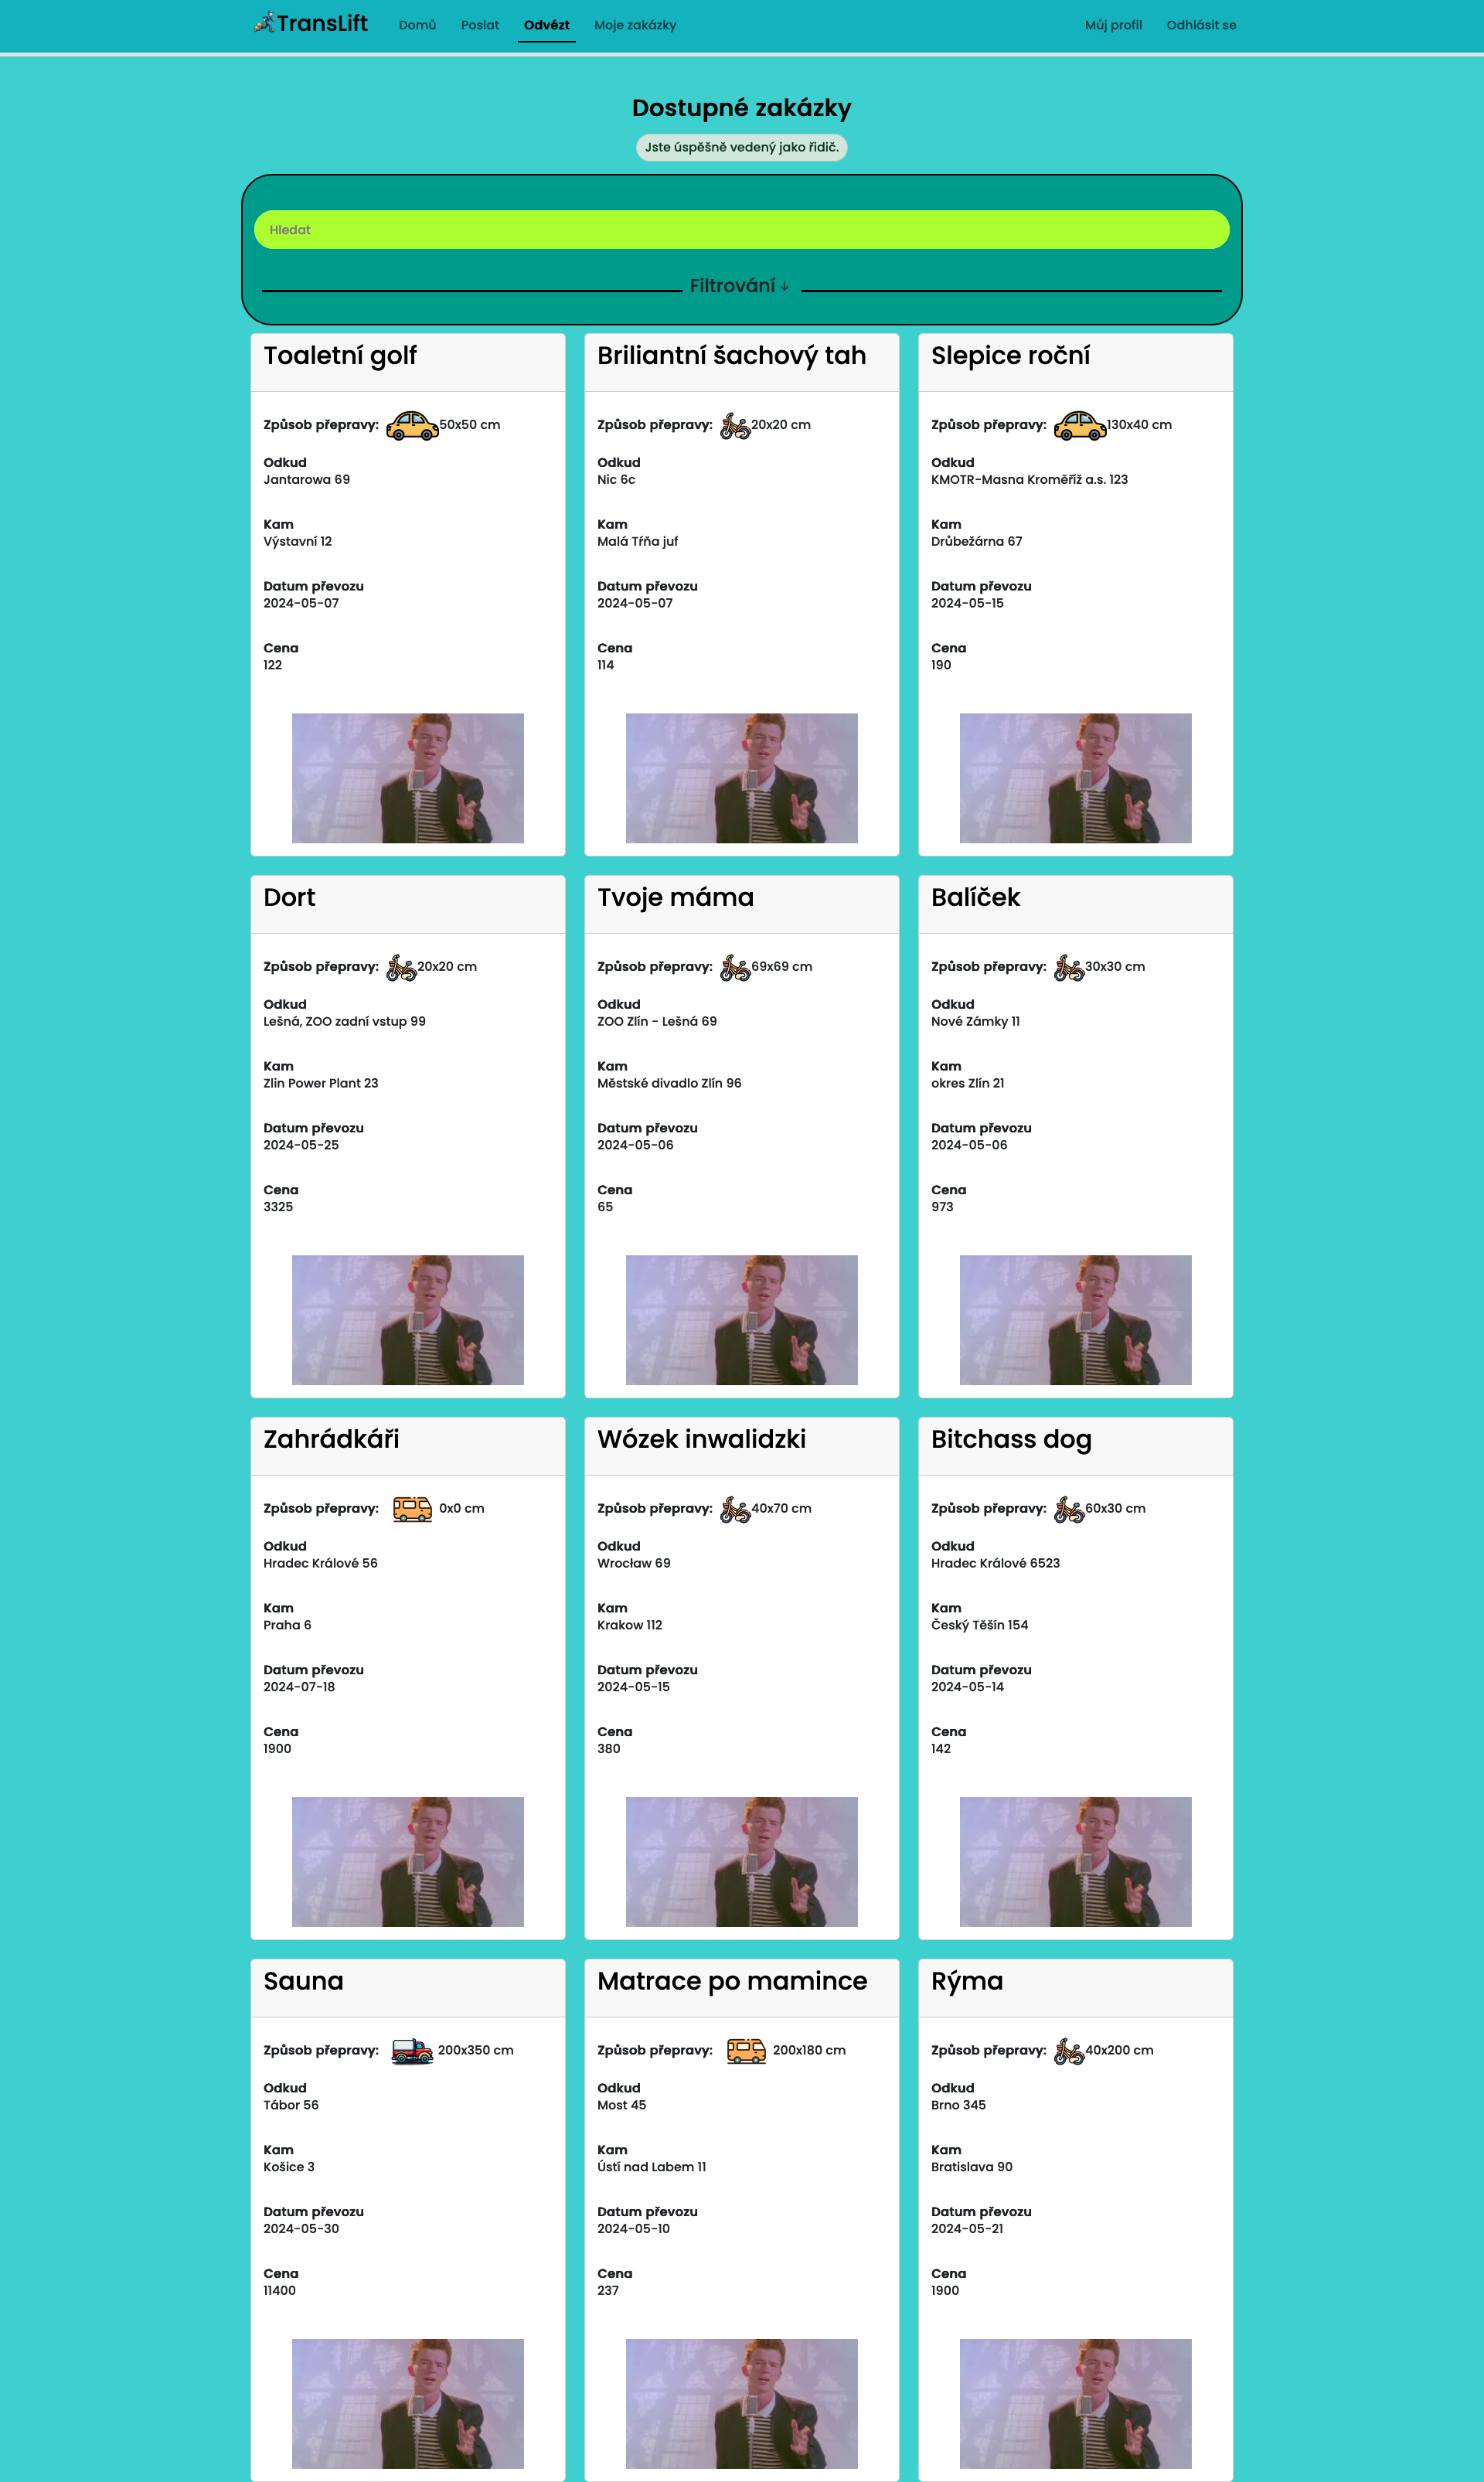 TransLift Domů Poslat Odvézt Moje zakázky Můj profil Odhlásit se
Dostupné zakázky
Jste úspěšně vedený jako řidič.
Hledat
Filtrování ↓
Toaletní golf
Způsob přepravy: 50x50 cm
Odkud
Jantarowa 69
Kam
Výstavní 12
Datum převozu
2024-05-07
Cena
122
Briliantní šachový tah
Způsob přepravy: 20x20 cm
Odkud
Nic 6c
Kam
Malá Tŕňa juf
Datum převozu
2024-05-07
Cena
114
Slepice roční
Způsob přepravy: 130x40 cm
Odkud
KMOTR-Masna Kroměříž a.s. 123
Kam
Drůbežárna 67
Datum převozu
2024-05-15
Cena
190
Dort
Způsob přepravy: 20x20 cm
Odkud
Lešná, ZOO zadní vstup 99
Kam
Zlin Power Plant 23
Datum převozu
2024-05-25
Cena
3325
Tvoje máma
Způsob přepravy: 69x69 cm
Odkud
ZOO Zlín - Lešná 69
Kam
Městské divadlo Zlín 96
Datum převozu
2024-05-06
Cena
65
Balíček
Způsob přepravy: 30x30 cm
Odkud
Nové Zámky 11
Kam
okres Zlín 21
Datum převozu
2024-05-06
Cena
973
Zahrádkáři
Způsob přepravy: 0x0 cm
Odkud
Hradec Králové 56
Kam
Praha 6
Datum převozu
2024-07-18
Cena
1900
Wózek inwalidzki
Způsob přepravy: 40x70 cm
Odkud
Wrocław 69
Kam
Krakow 112
Datum převozu
2024-05-15
Cena
380
Bitchass dog
Způsob přepravy: 60x30 cm
Odkud
Hradec Králové 6523
Kam
Český Těšín 154
Datum převozu
2024-05-14
Cena
142
Sauna
Způsob přepravy: 200x350 cm
Odkud
Tábor 56
Kam
Košice 3
Datum převozu
2024-05-30
Cena
11400
Matrace po mamince
Způsob přepravy: 200x180 cm
Odkud
Most 45
Kam
Ústí nad Labem 11
Datum převozu
2024-05-10
Cena
237
Rýma
Způsob přepravy: 40x200 cm
Odkud
Brno 345
Kam
Bratislava 90
Datum převozu
2024-05-21
Cena
1900